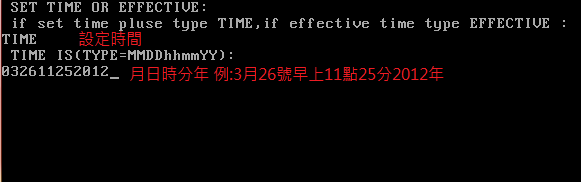 SET TIME OR EFFECTIVE:
if set time pluse type TIME,if effective time type EFFECTIVE :
TIME 設定時間
TIME IS(TYPE=MMDDhhmmYY):
032611252012_ 月日時分年 例:3月26號早上11點25分2012年